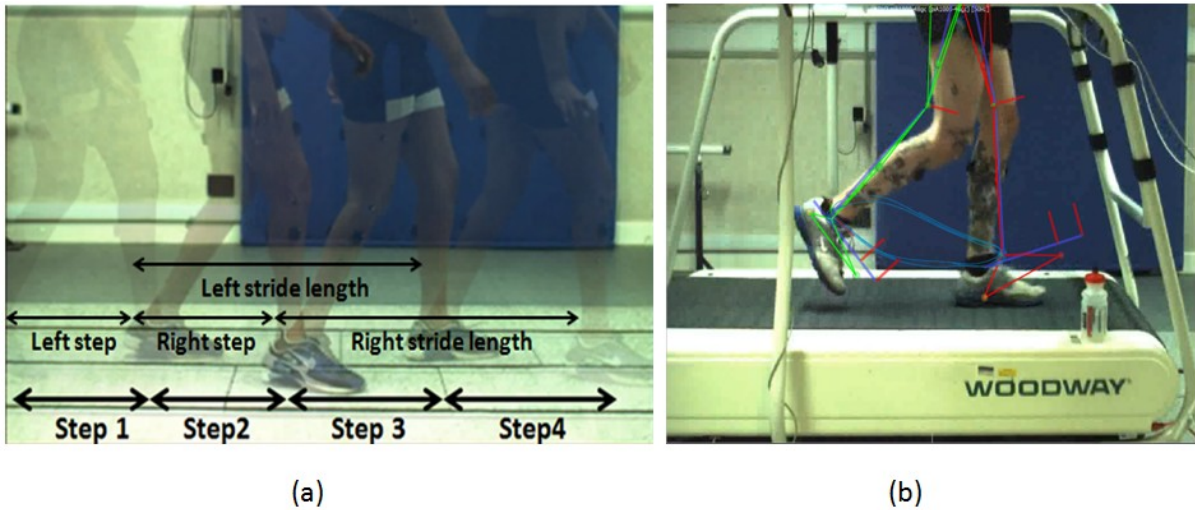 Left stride length
Left step
Right step
Right stride length
Step 1
Step2
Step 3
Step4
WOODWAY
(a)
(b)